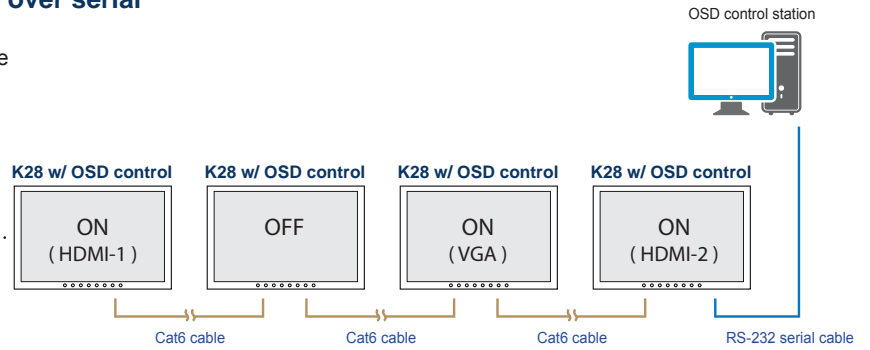 over serial
e
OSD control station
K28 w/ OSD control K28 w/ OSD control K28 w/ OSD control K28 w/ OSD control
ON OFF ON ON
. ( HDMI-1 ) ( VGA ) ( HDMI-2 )
Cat6 cable Cat6 cable Cat6 cable RS-232 serial cable